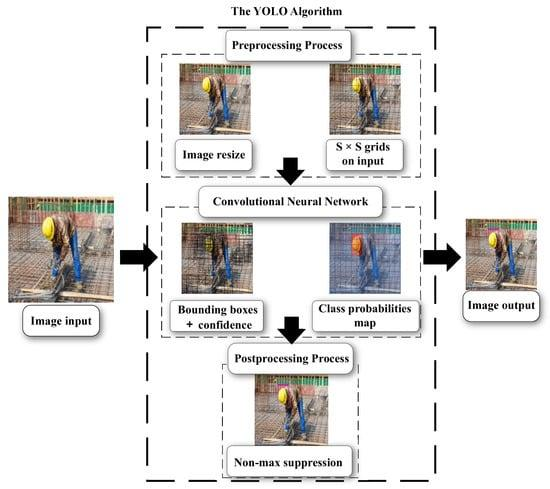 The YOLO Algorithm
Preprocessing Process
Image resize
S × S grids
on input
Convolutional Neural Network
Image input
Bounding boxes
+ confidence
Class probabilities
map
Image output
Postprocessing Process
Non-max suppression